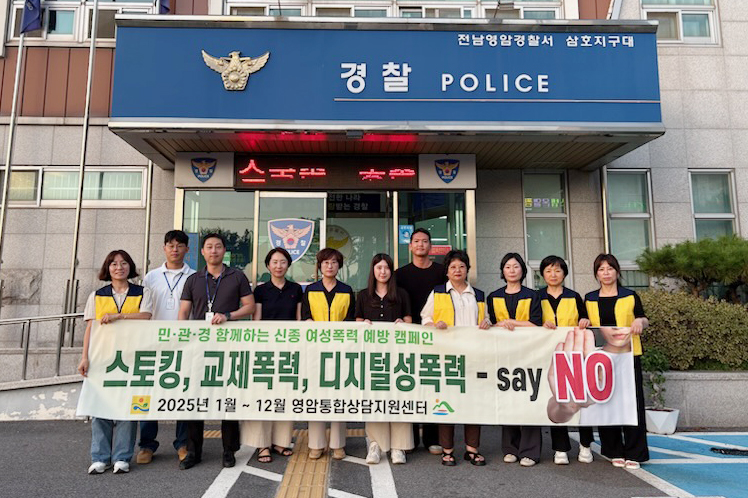 전남영암경찰서 삼호지구대
경찰 POLICE
POLICE
민·관·경 함께하는 신종 여성폭력 예방 캠페인
스토킹, 교제폭력, 디지털성폭력 - say NO
2025년 1월 ~ 12월 영암통합상담지원센터